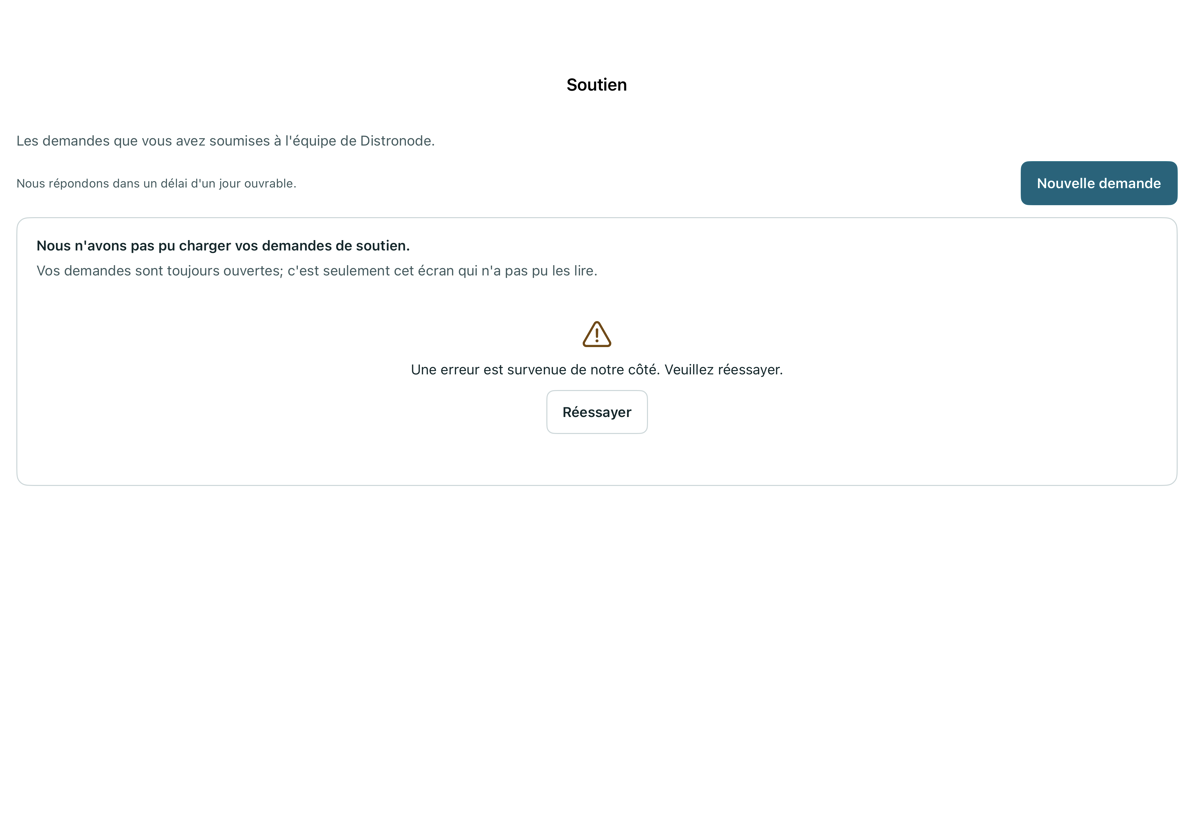 Soutien
Les demandes que vous avez soumises à l'équipe de Distronode.
Nous répondons dans un délai d'un jour ouvrable.
Nouvelle demande
Nous n'avons pas pu charger vos demandes de soutien.
Vos demandes sont toujours ouvertes; c'est seulement cet écran qui n'a pas pu les lire.
Une erreur est survenue de notre côté. Veuillez réessayer.
Réessayer